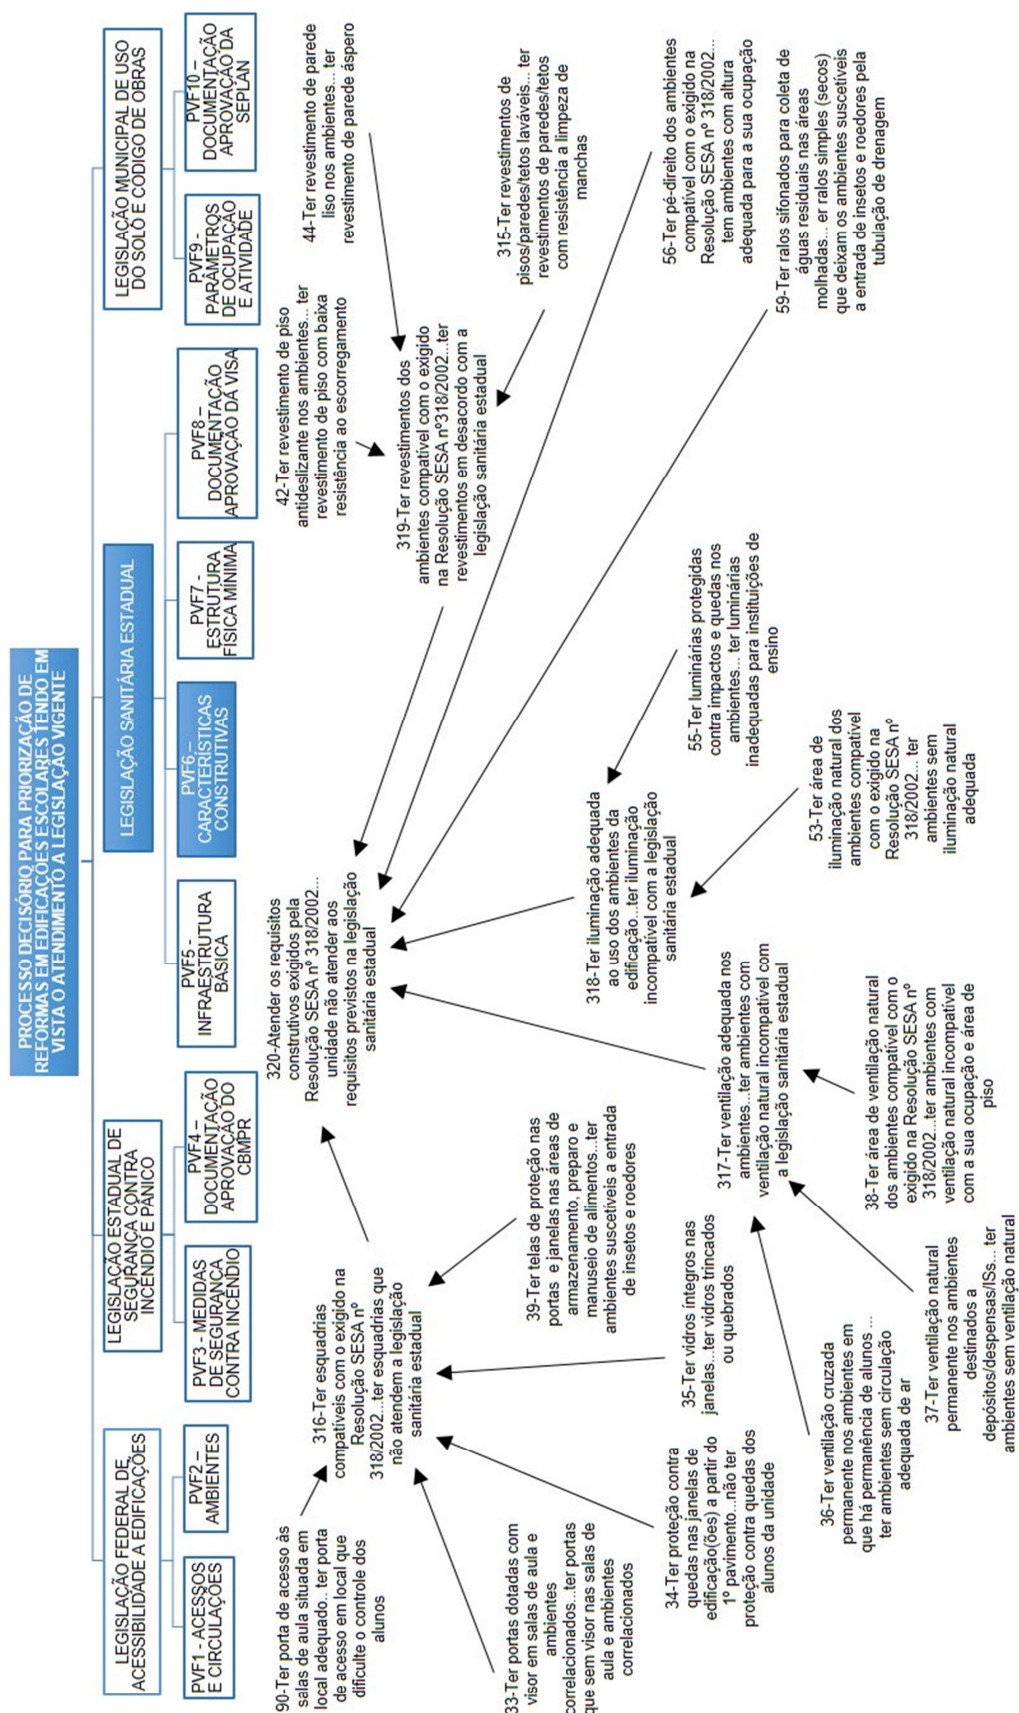 PROCESSO DECISÓRIO PARA PRIORIZAÇÃO DE
REFORMAS EM EDIFICAÇÕES ESCOLARES TENDO EM
VISTA O ATENDIMENTO A LEGISLAÇÃO VIGENTE
LEGISLAÇÃO FEDERAL DE
ACESSIBILIDADE A EDIFICAÇÕES
LEGISLAÇÃO ESTADUAL DE
SEGURANÇA CONTRA
INCÊNDIO E PÂNICO
LEGISLAÇÃO SANITÁRIA ESTADUAL
LEGISLAÇÃO MUNICIPAL DE USO
DO SOLO E CODIGO DE OBRAS
PVF1 - ACESSOS
E CIRCULAÇÕES
PVF2 –
AMBIENTES
PVF3 - MEDIDAS
DE SEGURANÇA
CONTRA INCÊNDIO
PVF4 –
DOCUMENTAÇÃO
APROVAÇÃO DO
CBMPR
PVF5 -
INFRAESTRUTURA
BÁSICA
PVF6 –
CARACTERÍSTICAS
CONSTRUTIVAS
PVF7 -
ESTRUTURA
FÍSICA MÍNIMA
PVF8 –
DOCUMENTAÇÃO
APROVAÇÃO DA VISA
PVF9 -
PARÂMETROS
DE OCUPAÇÃO
E ATIVIDADE
PVF10 –
DOCUMENTAÇÃO
APROVAÇÃO DA
SEPLAN
90-Ter porta de acesso às
salas de aula situada em
local adequado.. ter porta
de acesso em local que
dificulte o controle dos
alunos
316-Ter esquadrias
compatíveis com o exigido na
Resolução SESA nº
318/2002...ter esquadrias que
não atendem a legislação
sanitária estadual
320-Atender os requisitos
construtivos exigidos pela
Resolução SESA nº 318/2002...
unidade não atender aos
requisitos previstos na legislação
sanitária estadual
42-Ter revestimento de piso
antideslizante nos ambientes... ter
revestimento de piso com baixa
resistência ao escorregamento
44-Ter revestimento de parede
liso nos ambientes... ter
revestimento de parede áspero
319-Ter revestimentos dos
ambientes compatível com o exigido
na Resolução SESA nº318/2002...ter
revestimentos em desacordo com a
legislação sanitária estadual
315-Ter revestimentos de
pisos/paredes/tetos laváveis... ter
revestimentos de paredes/tetos
com resistência a limpeza de
manchas
33-Ter portas dotadas com
visor em salas de aula e
ambientes
correlacionados...ter portas
que sem visor nas salas de
aula e ambientes
correlacionados
39-Ter telas de proteção nas
portas e janelas nas áreas de
armazenamento, preparo e
manuseio de alimentos...ter
ambientes suscetíveis a entrada
de insetos e roedores
318-Ter iluminação adequada
ao uso dos ambientes da
edificação...ter iluminação
incompatível com a legislação
sanitária estadual
34-Ter proteção contra
quedas nas janelas de
edificação(ões) a partir do
1º pavimento...não ter
proteção contra quedas dos
alunos da unidade
35-Ter vidros íntegros nas
janelas...ter vidros trincados
ou quebrados
317-Ter ventilação adequada nos
ambientes...ter ambientes com
ventilação natural incompatível com
a legislação sanitária estadual
55-Ter luminárias protegidas
contra impactos e quedas nos
ambientes... ter luminárias
inadequadas para instituições de
ensino
56-Ter pé-direito dos ambientes
compatível com o exigido na
Resolução SESA nº 318/2002...
tem ambientes com altura
adequada para a sua ocupação
59-Ter ralos sifonados para coleta de
águas residuais nas áreas
molhadas... er ralos simples (secos)
que deixam os ambientes suscetíveis
a entrada de insetos e roedores pela
tubulação de drenagem
36-Ter ventilação cruzada
permanente nos ambientes em
que há permanência de alunos ...
ter ambientes sem circulação
adequada de ar
37-Ter ventilação natural
permanente nos ambientes
destinados a
depósitos/despensas/ISs... ter
ambientes sem ventilação natural
38-Ter área de ventilação natural
dos ambientes compatível com o
exigido na Resolução SESA nº
318/2002...ter ambientes com
ventilação natural incompatível
com a sua ocupação e área de
piso
53-Ter área de
iluminação natural dos
ambientes compatível
com o exigido na
Resolução SESA nº
318/2002... ter
ambientes sem
iluminação natural
adequada